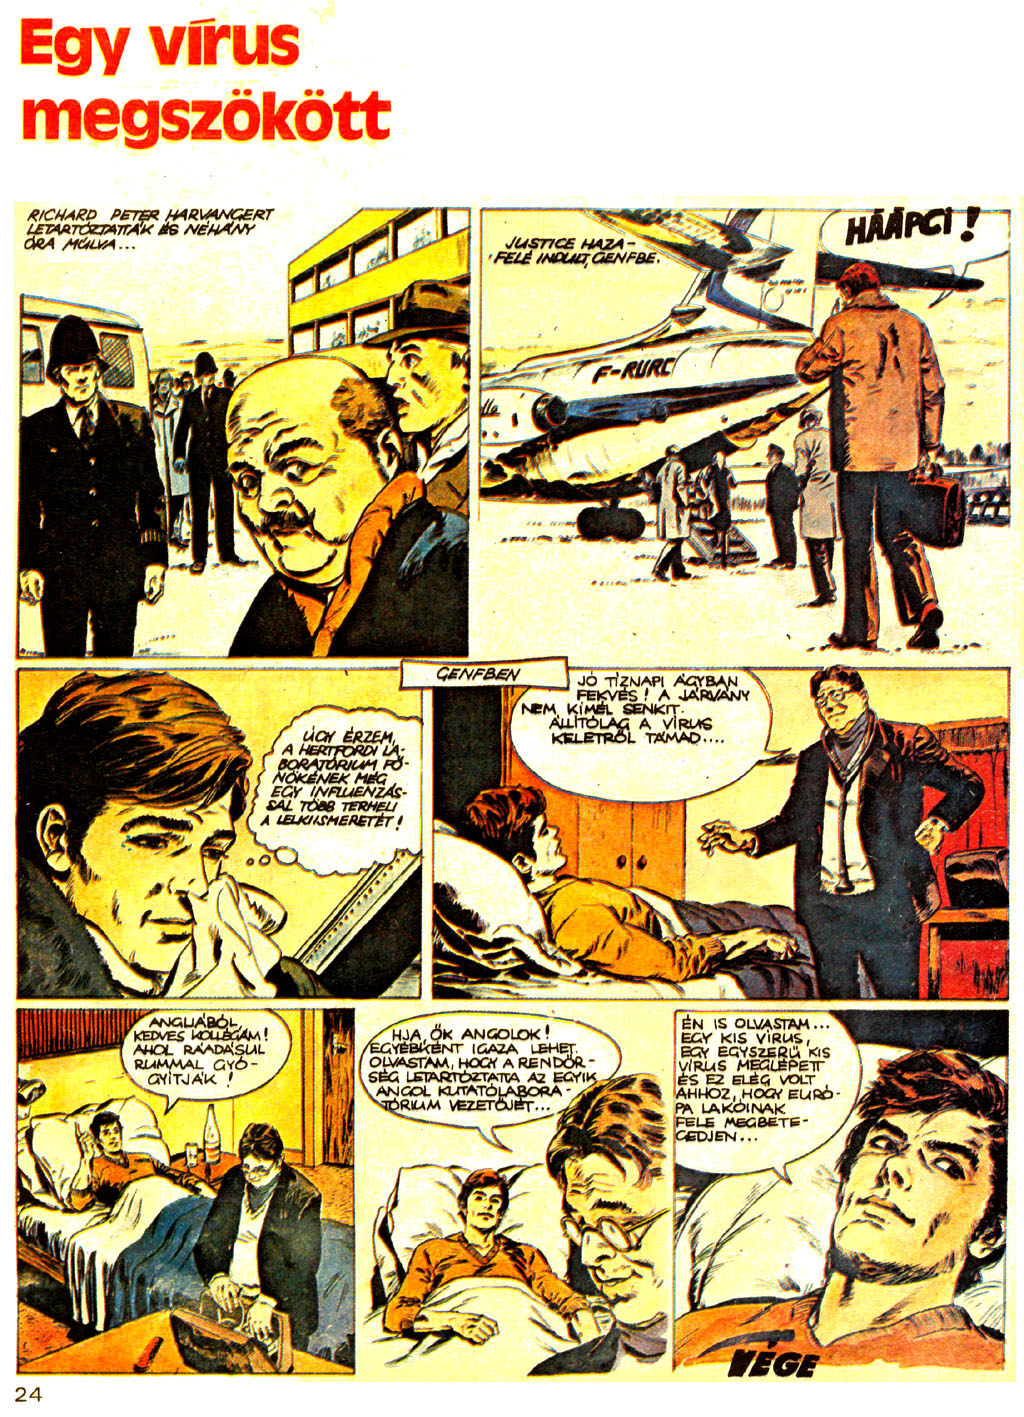 Egy vírus
megszökött
RICHARD PETER HARVANGERT
LETARTÓZTATTÁK ÉS NÉHÁNY
ÓRA MÚLVA...
JUSTICE HAZA-
FELÉ INDULT, GENFBE.
HÁÁPCI!
F-RURC
ÚGY ÉRZEM,
A HERTFORDI LA-
BORATÓRIUM FŐ-
NÖKÉNEK MÉG
EGY INFLUENZÁS-
SAL TÖBB TERHELI
A LELKIISMERETÉT!
GENFBEN
JÓ TÍZNAPI ÁGYBAN
FEKVÉS! A JÁRVÁNY
NEM KÍMÉL SENKIT.
ÁLLÍTÓLAG A VÍRUS
KELETRŐL TÁMAD....
ANGLIÁBÓL,
KEDVES KOLLÉGÁM!
AHOL RÁADÁSUL
RUMMAL GYÓ-
GYÍTJÁK!
HJA, ŐK ANGOLOK!
EGYÉBKÉNT IGAZA LEHET.
OLVASTAM, HOGY A RENDŐR-
SÉG LETARTÓZTATTA AZ EGYIK
ANGOL KUTATÓLABORA-
TÓRIUM VEZETŐJÉT...
ÉN IS OLVASTAM...
EGY KIS VÍRUS,
EGY EGYSZERŰ KIS
VÍRUS MEGLÉPETT
ÉS EZ ELÉG VOLT
AHHOZ, HOGY EURÓ-
PA LAKÓINAK
FELE MEGBETE-
GEDJEN...
VÉGE
24